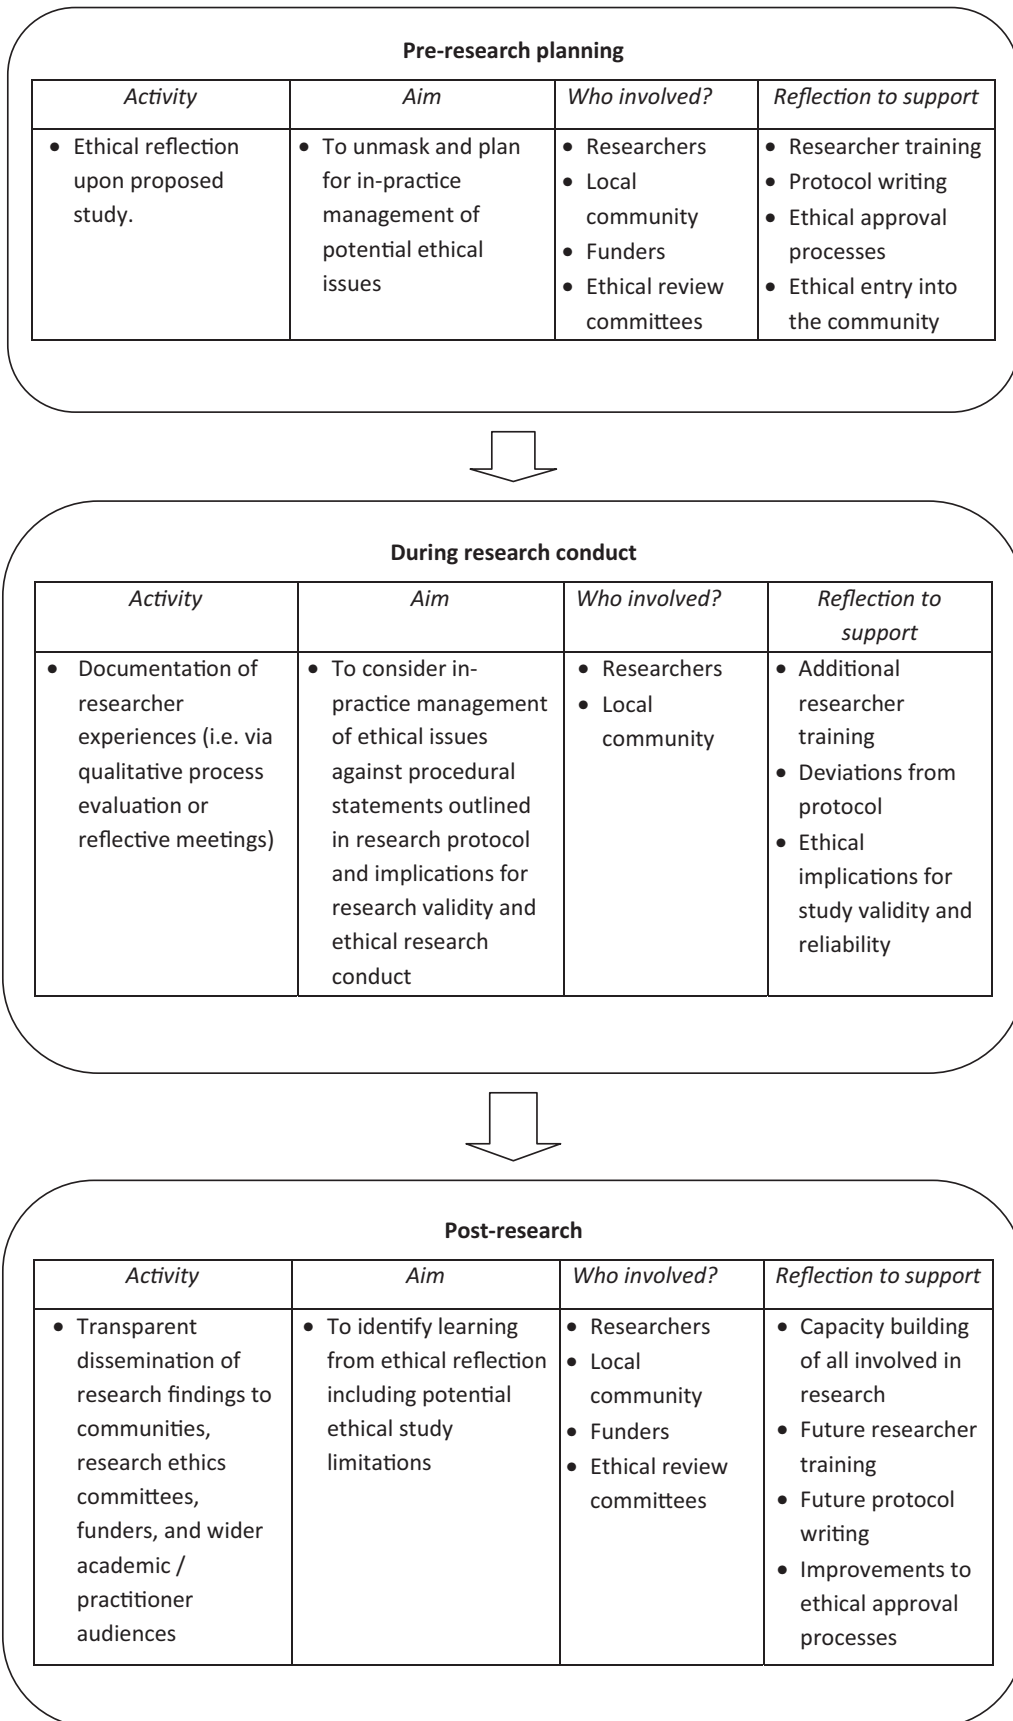 Pre-research planning
Activity
Aim
Who involved?
Reflection to support
• Ethical reflection
upon proposed
study.
• To unmask and plan
for in-practice
management of
potential ethical
issues
• Researchers
• Local
community
• Funders
• Ethical review
committees
• Researcher training
• Protocol writing
• Ethical approval
processes
• Ethical entry into
the community
During research conduct
Activity
Aim
Who involved?
Reflection to
support
• Documentation of
researcher
experiences (i.e. via
qualitative process
evaluation or
reflective meetings)
• To consider in-
practice management
of ethical issues
against procedural
statements outlined
in research protocol
and implications for
research validity and
ethical research
conduct
• Researchers
• Local
community
• Additional
researcher
training
• Deviations from
protocol
• Ethical
implications for
study validity and
reliability
Post-research
Activity
Aim
Who involved?
Reflection to support
• Transparent
dissemination of
research findings to
communities,
research ethics
committees,
funders, and wider
academic /
practitioner
audiences
• To identify learning
from ethical reflection
including potential
ethical study
limitations
• Researchers
• Local
community
• Funders
• Ethical review
committees
• Capacity building
of all involved in
research
• Future researcher
training
• Future protocol
writing
• Improvements to
ethical approval
processes